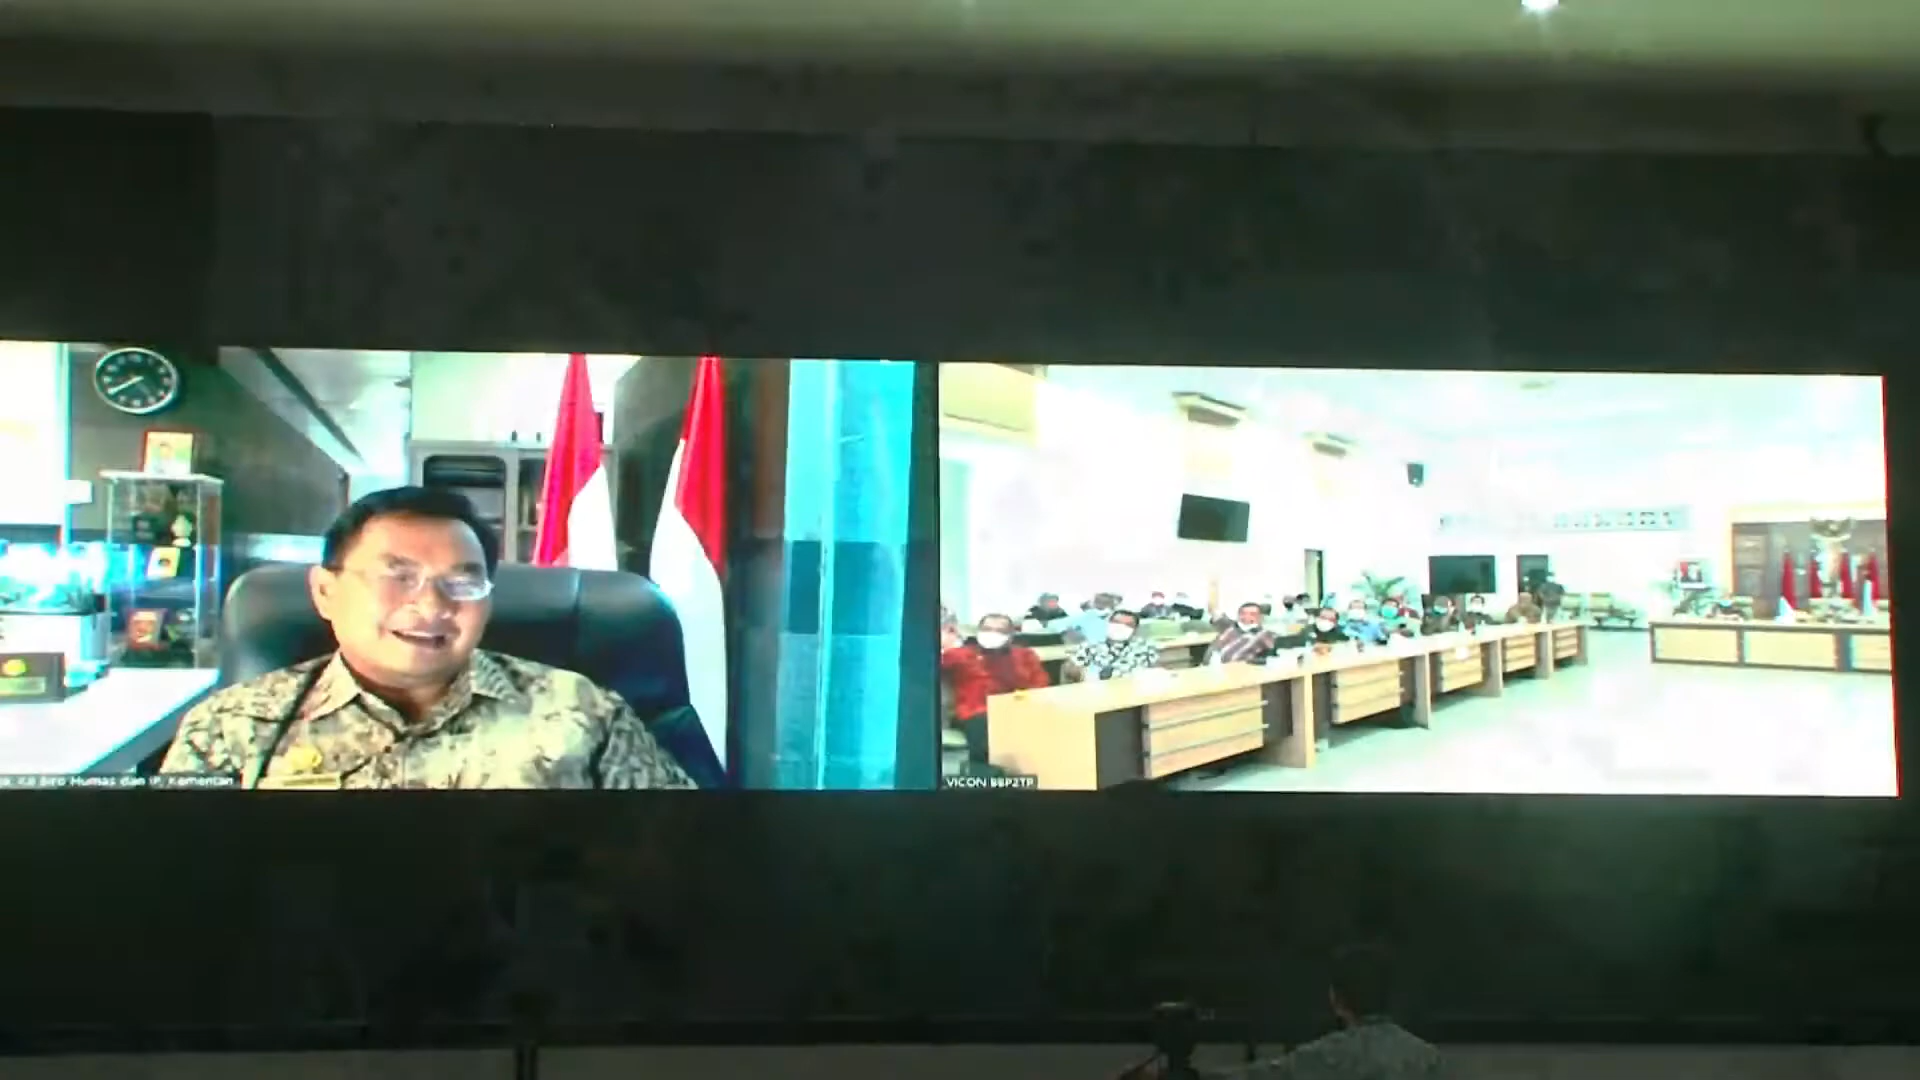 Ka Biro Humas dan IP, Kementan
VICON BBP2TP